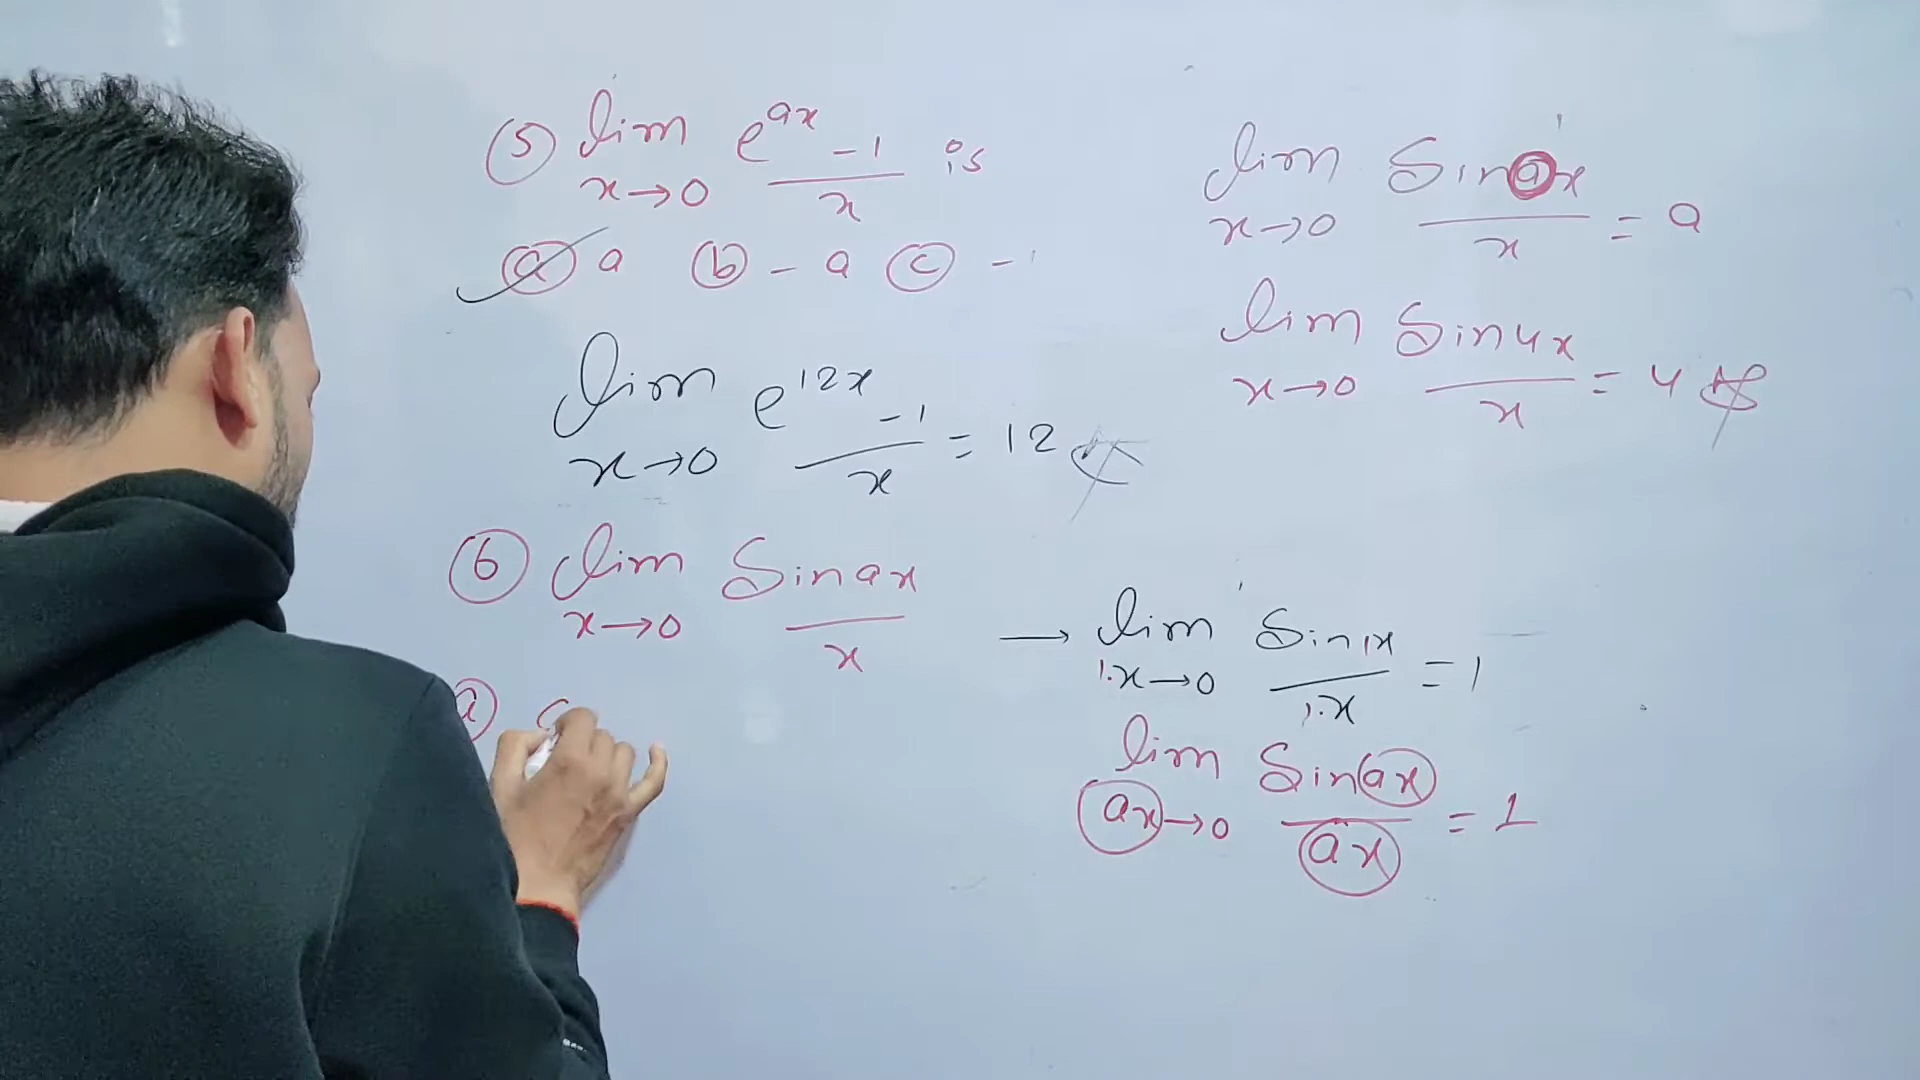 ⑤ lim e^{ax} - 1 is
x→0 x
ⓐ a ⓑ - a ⓒ -
lim e^{12x} - 1 = 12
x→0 x
⑥ lim Sin ax
x→0 x
ⓐ
lim Sin ax = a
x→0 x
lim Sin 4x = 4
x→0 x
→ lim Sin 1x = 1
1.x→0 1.x
lim Sin ax = 1
ax→0 ax